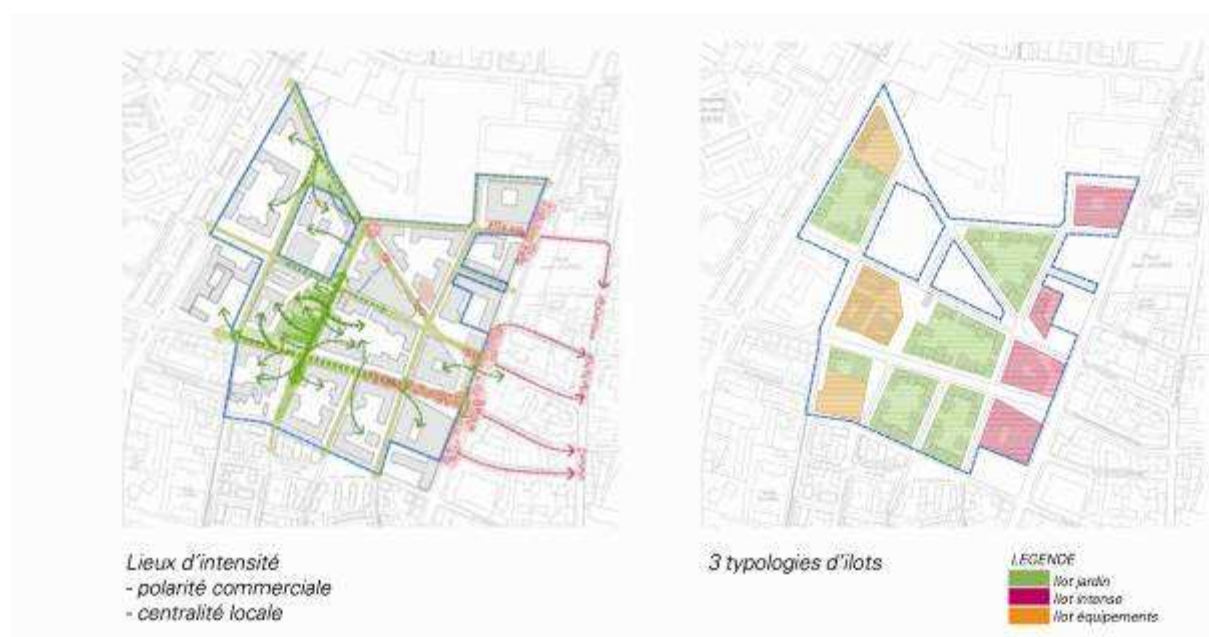 Lieux d'intensité
- polarité commerciale
- centralité locale
3 typologies d'ilots
LEGENDE
Ilot jardin
Ilot intense
Ilot équipements